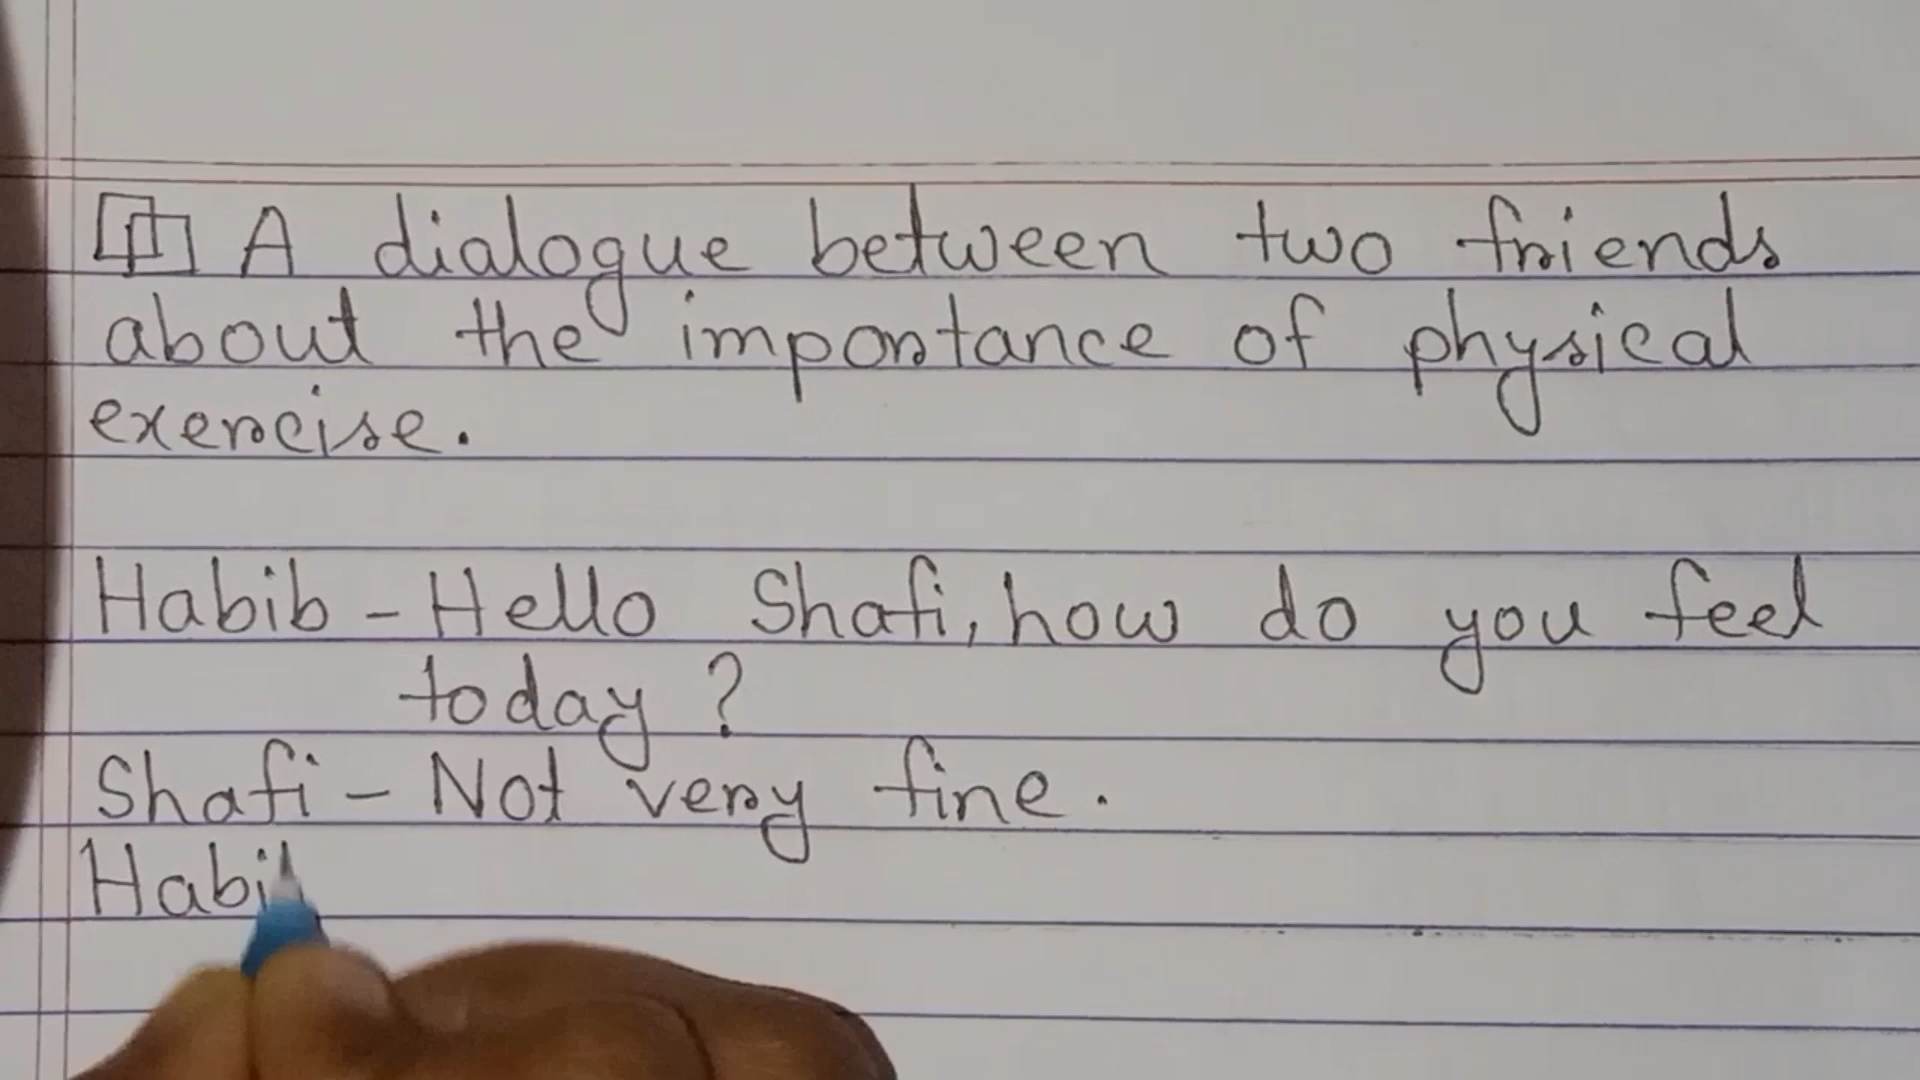 A dialogue between two friends
about the importance of physical
exercise.
Habib - Hello Shafi, how do you feel
today ?
Shafi - Not very fine.
Habi